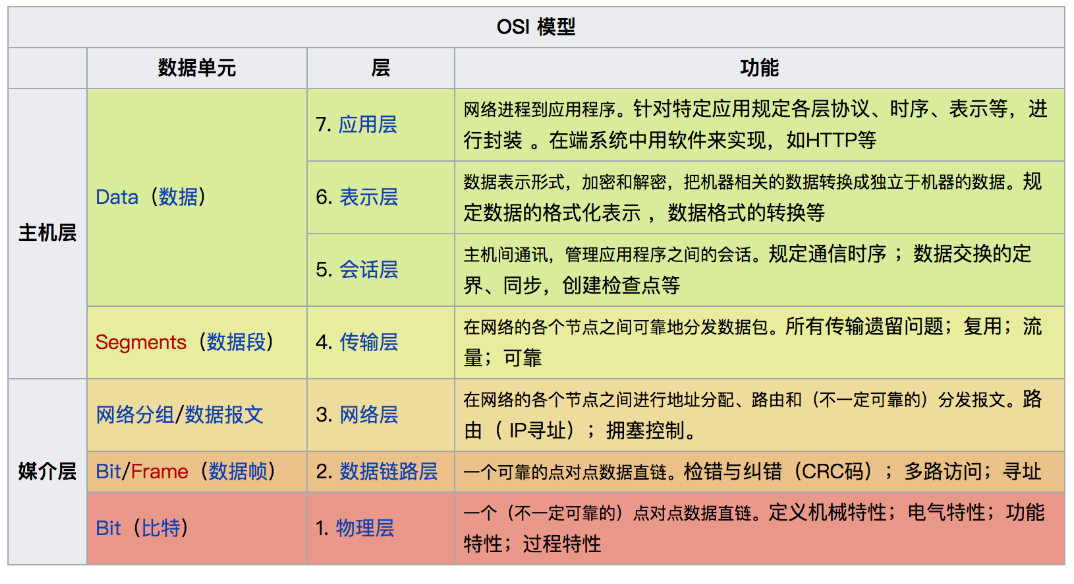 OSI 模型
数据单元 层 功能
主机层
Data（数据）
7. 应用层
网络进程到应用程序。针对特定应用规定各层协议、时序、表示等，进
行封装 。在端系统中用软件来实现，如HTTP等
6. 表示层
数据表示形式，加密和解密，把机器相关的数据转换成独立于机器的数据。规
定数据的格式化表示 ，数据格式的转换等
5. 会话层
主机间通讯，管理应用程序之间的会话。规定通信时序 ；数据交换的定
界、同步，创建检查点等
Segments（数据段）
4. 传输层
在网络的各个节点之间可靠地分发数据包。所有传输遗留问题；复用；流
量；可靠
媒介层
网络分组/数据报文
3. 网络层
在网络的各个节点之间进行地址分配、路由和（不一定可靠的）分发报文。路
由（ IP寻址）；拥塞控制。
Bit/Frame（数据帧）
2. 数据链路层
一个可靠的点对点数据直链。检错与纠错（CRC码）；多路访问；寻址
Bit（比特）
1. 物理层
一个（不一定可靠的）点对点数据直链。定义机械特性；电气特性；功能
特性；过程特性